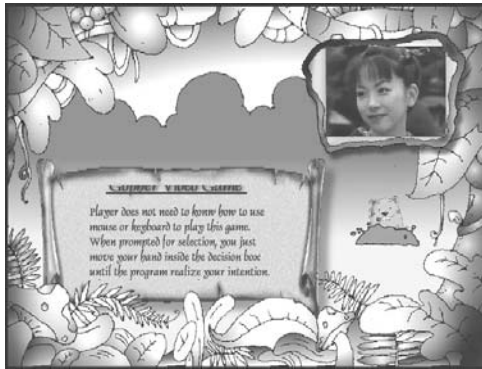 Gopher Video Game
Player does not need to konw how to use
mouse or keyboard to play this game.
When prompted for selection, you just
move your hand inside the decision box
until the program realize your intention.